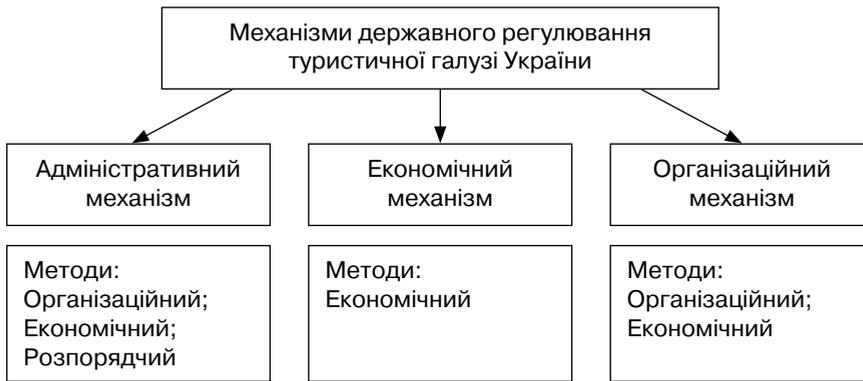 Механізми державного регулювання
туристичної галузі України
Адміністративний
механізм
Економічний
механізм
Організаційний
механізм
Методи:
Організаційний;
Економічний;
Розпорядчий
Методи:
Економічний
Методи:
Організаційний;
Економічний